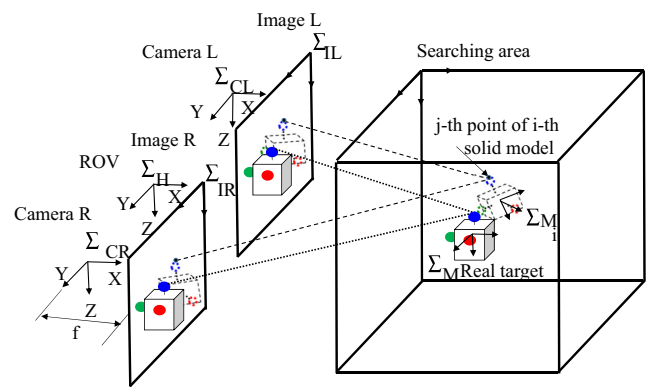 Image L
Σ IL
Camera L
Searching area
Σ CL
X
Y
Z
j-th point of i-th
solid model
Image R
ROV
Σ H
Σ IR
Y
Z
Camera R
Σ CR
X
Y
Z
f
Σ M i
Σ M Real target